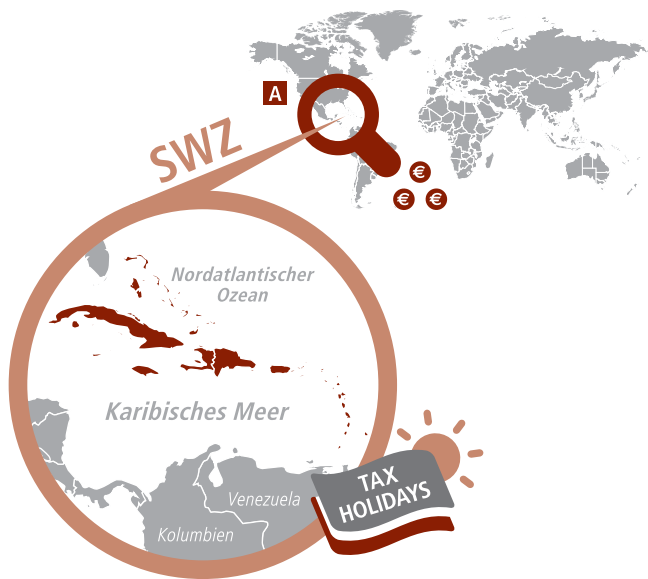 A
SWZ
€
€ €
Nordatlantischer
Ozean
Karibisches Meer
Venezuela
Kolumbien
TAX
HOLIDAYS